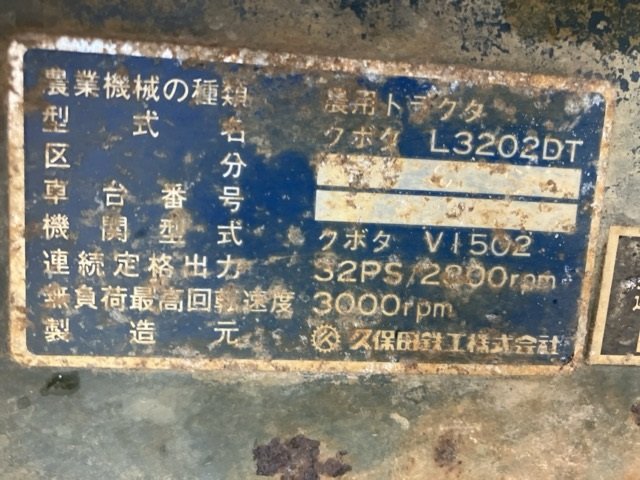 農業機械の種類 農用トラクタ
型式名 クボタ L3202DT
区分
車台番号
機関型式 クボタ V1502
連続定格出力 32PS/2800rpm
無負荷最高回転速度 3000rpm
製造元 久保田鉄工株式会社